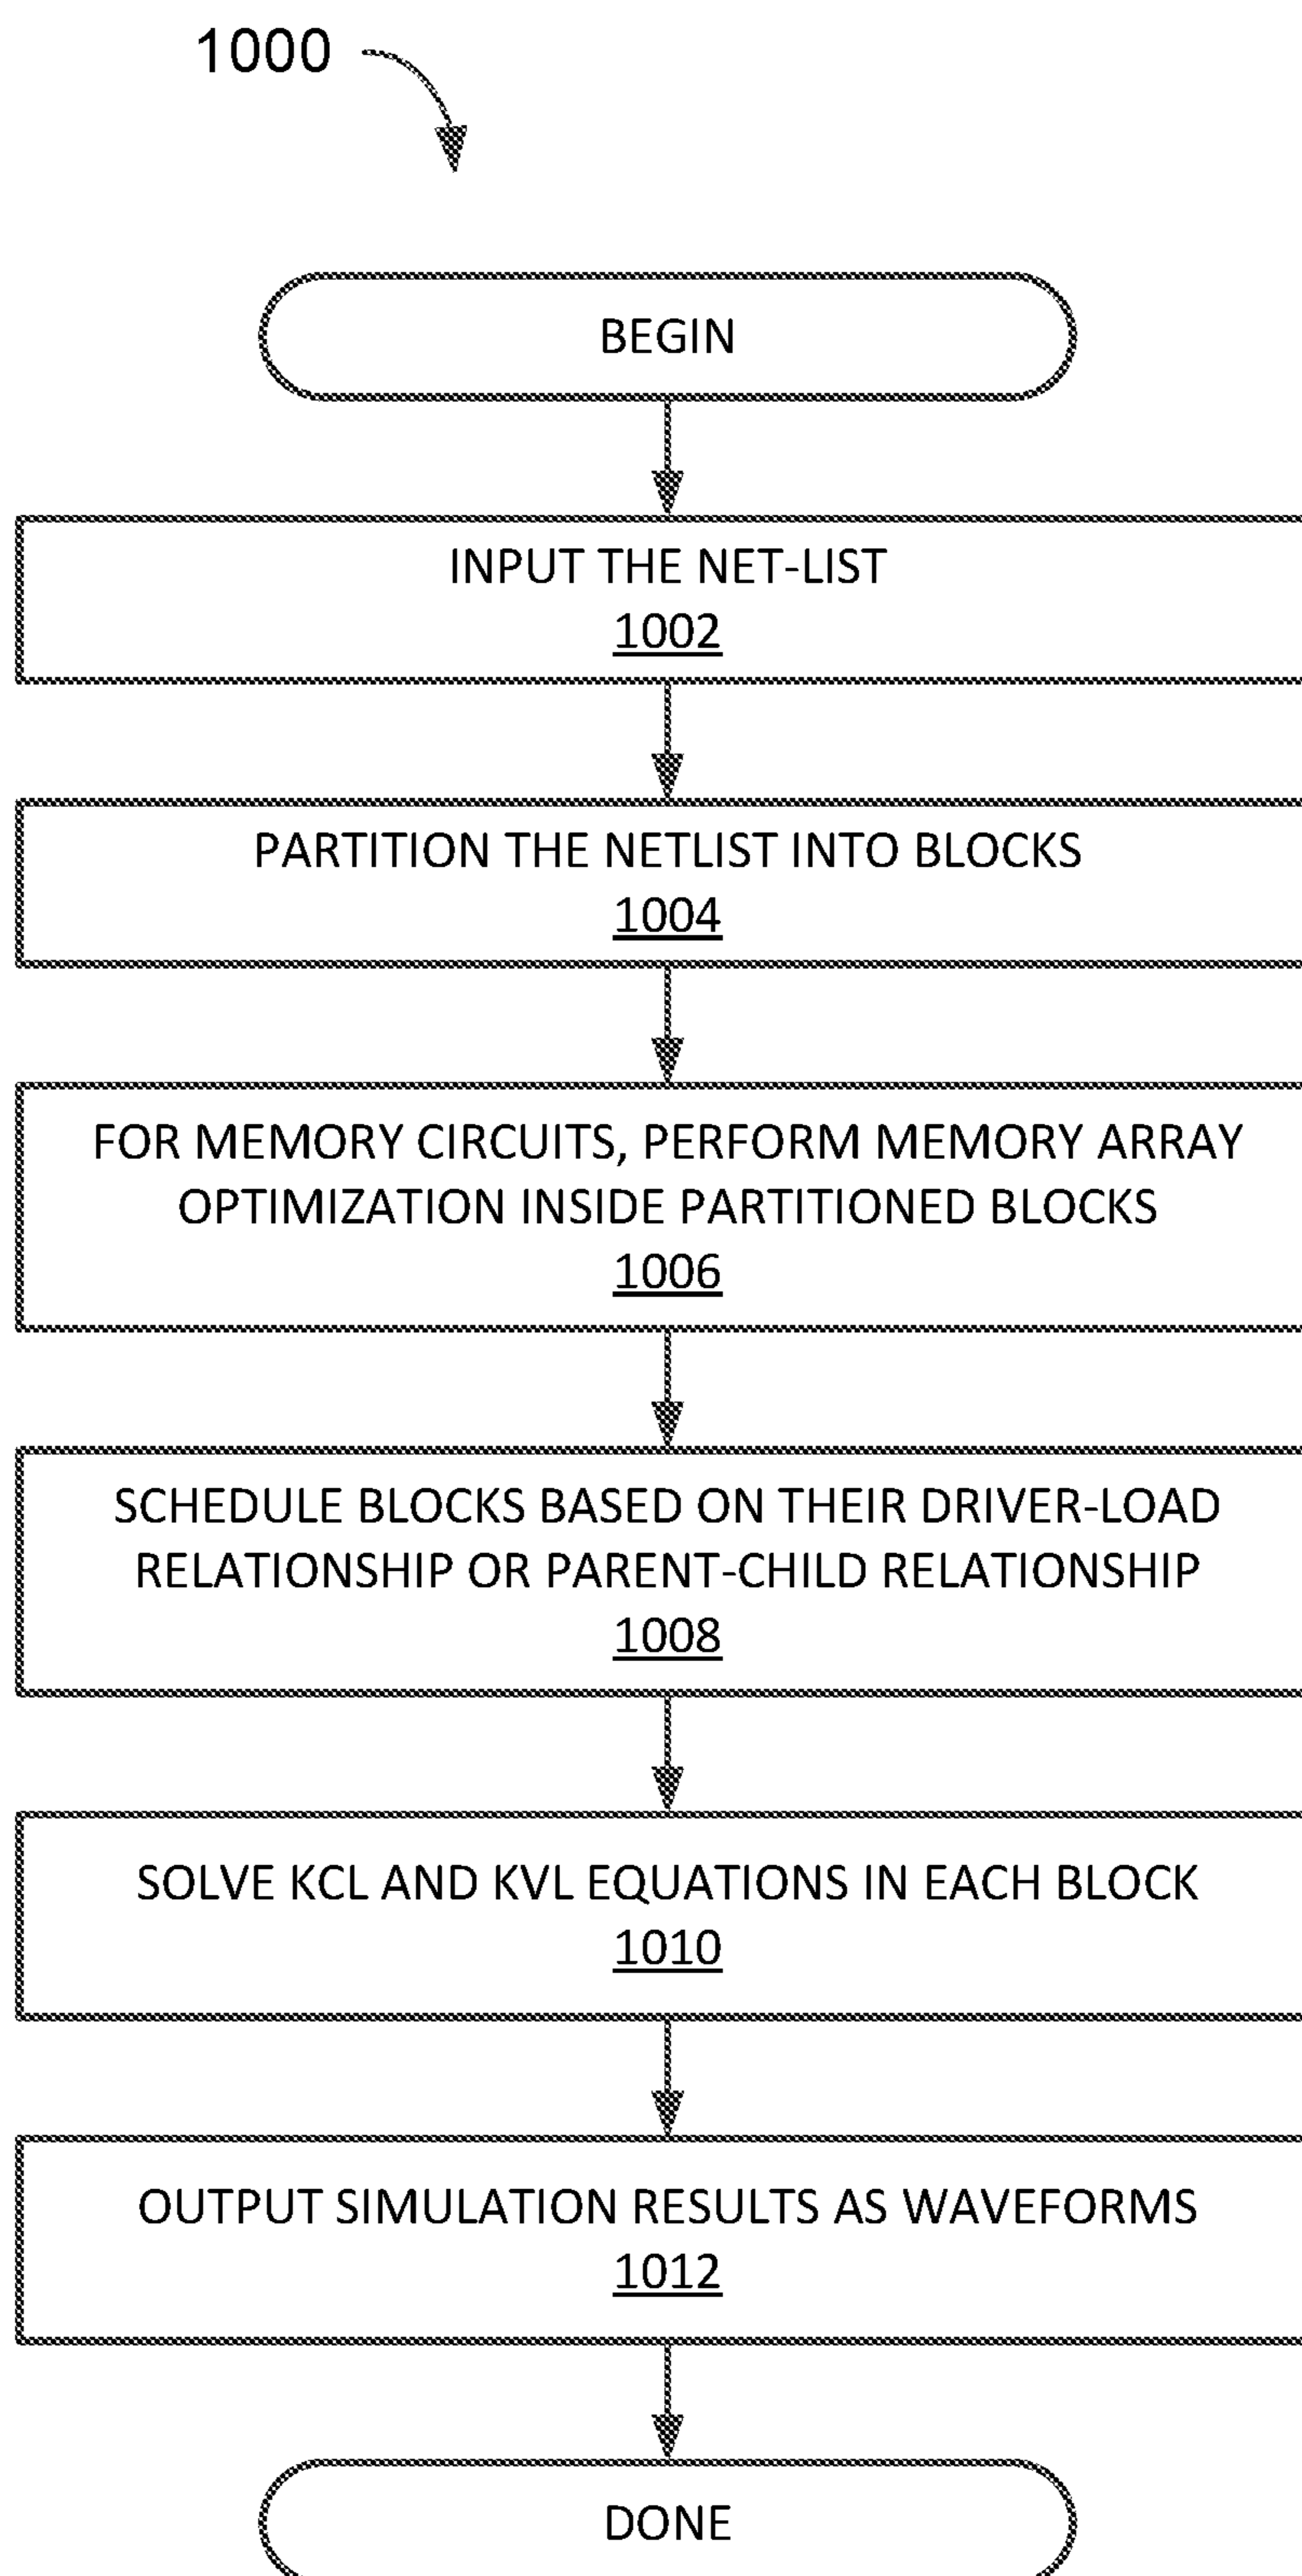 1000
BEGIN
INPUT THE NET-LIST
1002
PARTITION THE NETLIST INTO BLOCKS
1004
FOR MEMORY CIRCUITS, PERFORM MEMORY ARRAY
OPTIMIZATION INSIDE PARTITIONED BLOCKS
1006
SCHEDULE BLOCKS BASED ON THEIR DRIVER-LOAD
RELATIONSHIP OR PARENT-CHILD RELATIONSHIP
1008
SOLVE KCL AND KVL EQUATIONS IN EACH BLOCK
1010
OUTPUT SIMULATION RESULTS AS WAVEFORMS
1012
DONE